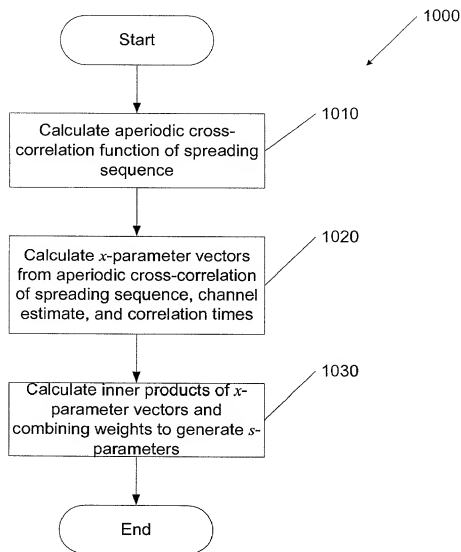 Start
1000
1010
Calculate aperiodic cross-
correlation function of spreading
sequence
1020
Calculate x-parameter vectors
from aperiodic cross-correlation
of spreading sequence, channel
estimate, and correlation times
1030
Calculate inner products of x-
parameter vectors and
combining weights to generate s-
parameters
End